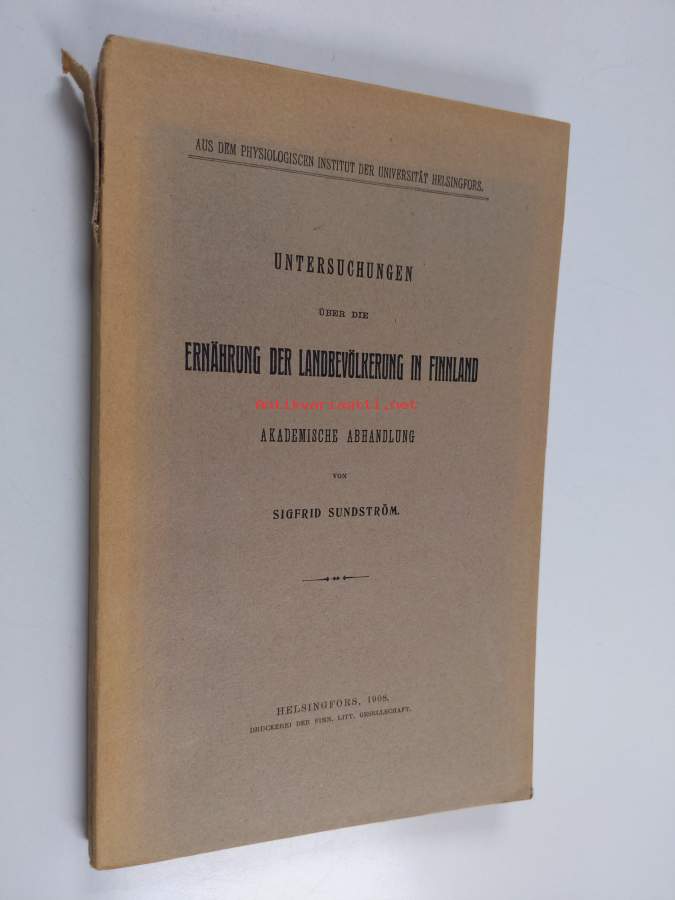 AUS DEM PHYSIOLOGISCEN INSTITUT DER UNIVERSITÄT HELSINGFORS.
UNTERSUCHUNGEN
ÜBER DIE
ERNÄHRUNG DER LANDBEVÖLKERUNG IN FINNLAND
Antikvariaatti.net
AKADEMISCHE ABHANDLUNG
VON
SIGFRID SUNDSTRÖM.
HELSINGFORS, 1908.
DRUCKEREI DER FINN. LITT. GESELLSCHAFT.